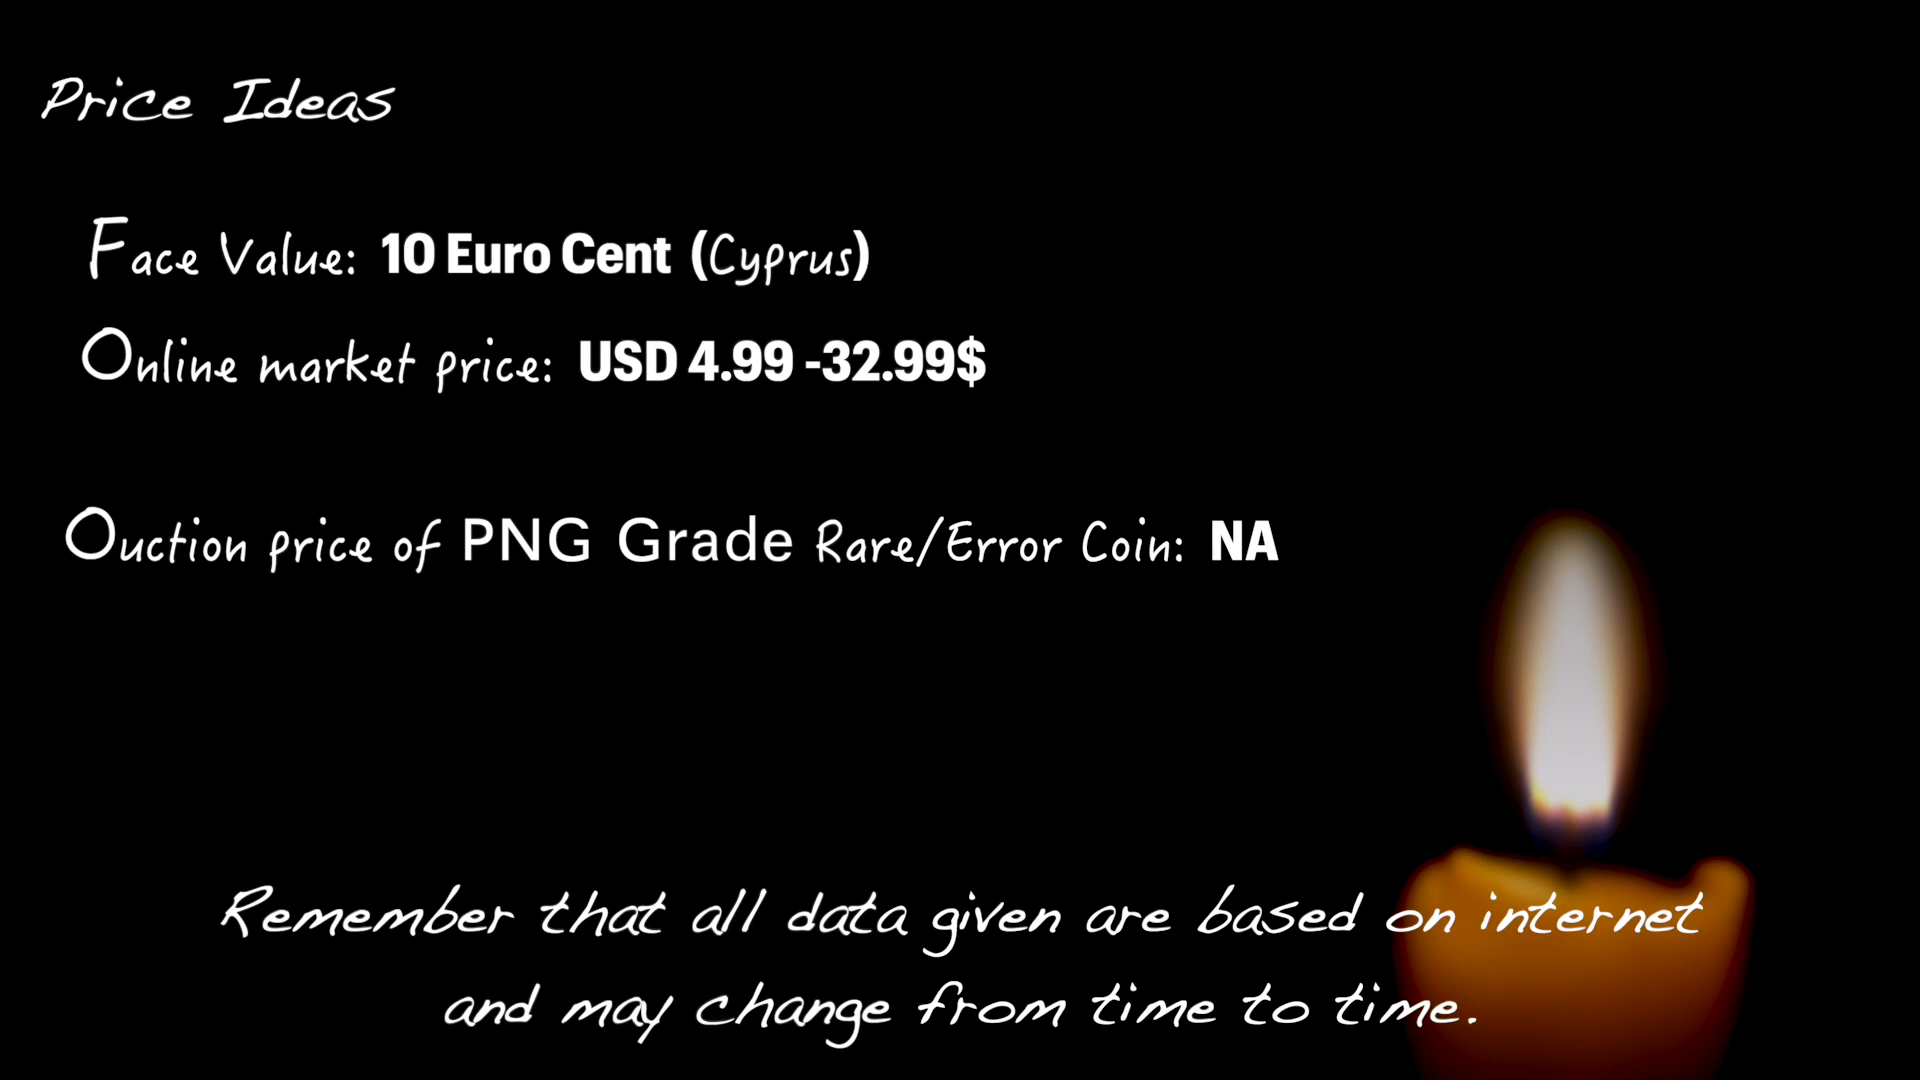 Price Ideas
Face Value: 10 Euro Cent (Cyprus)
Online market price: USD 4.99 -32.99$
Ouction price of PNG Grade Rare/Error Coin: NA
Remember that all data given are based on internet
and may change from time to time.